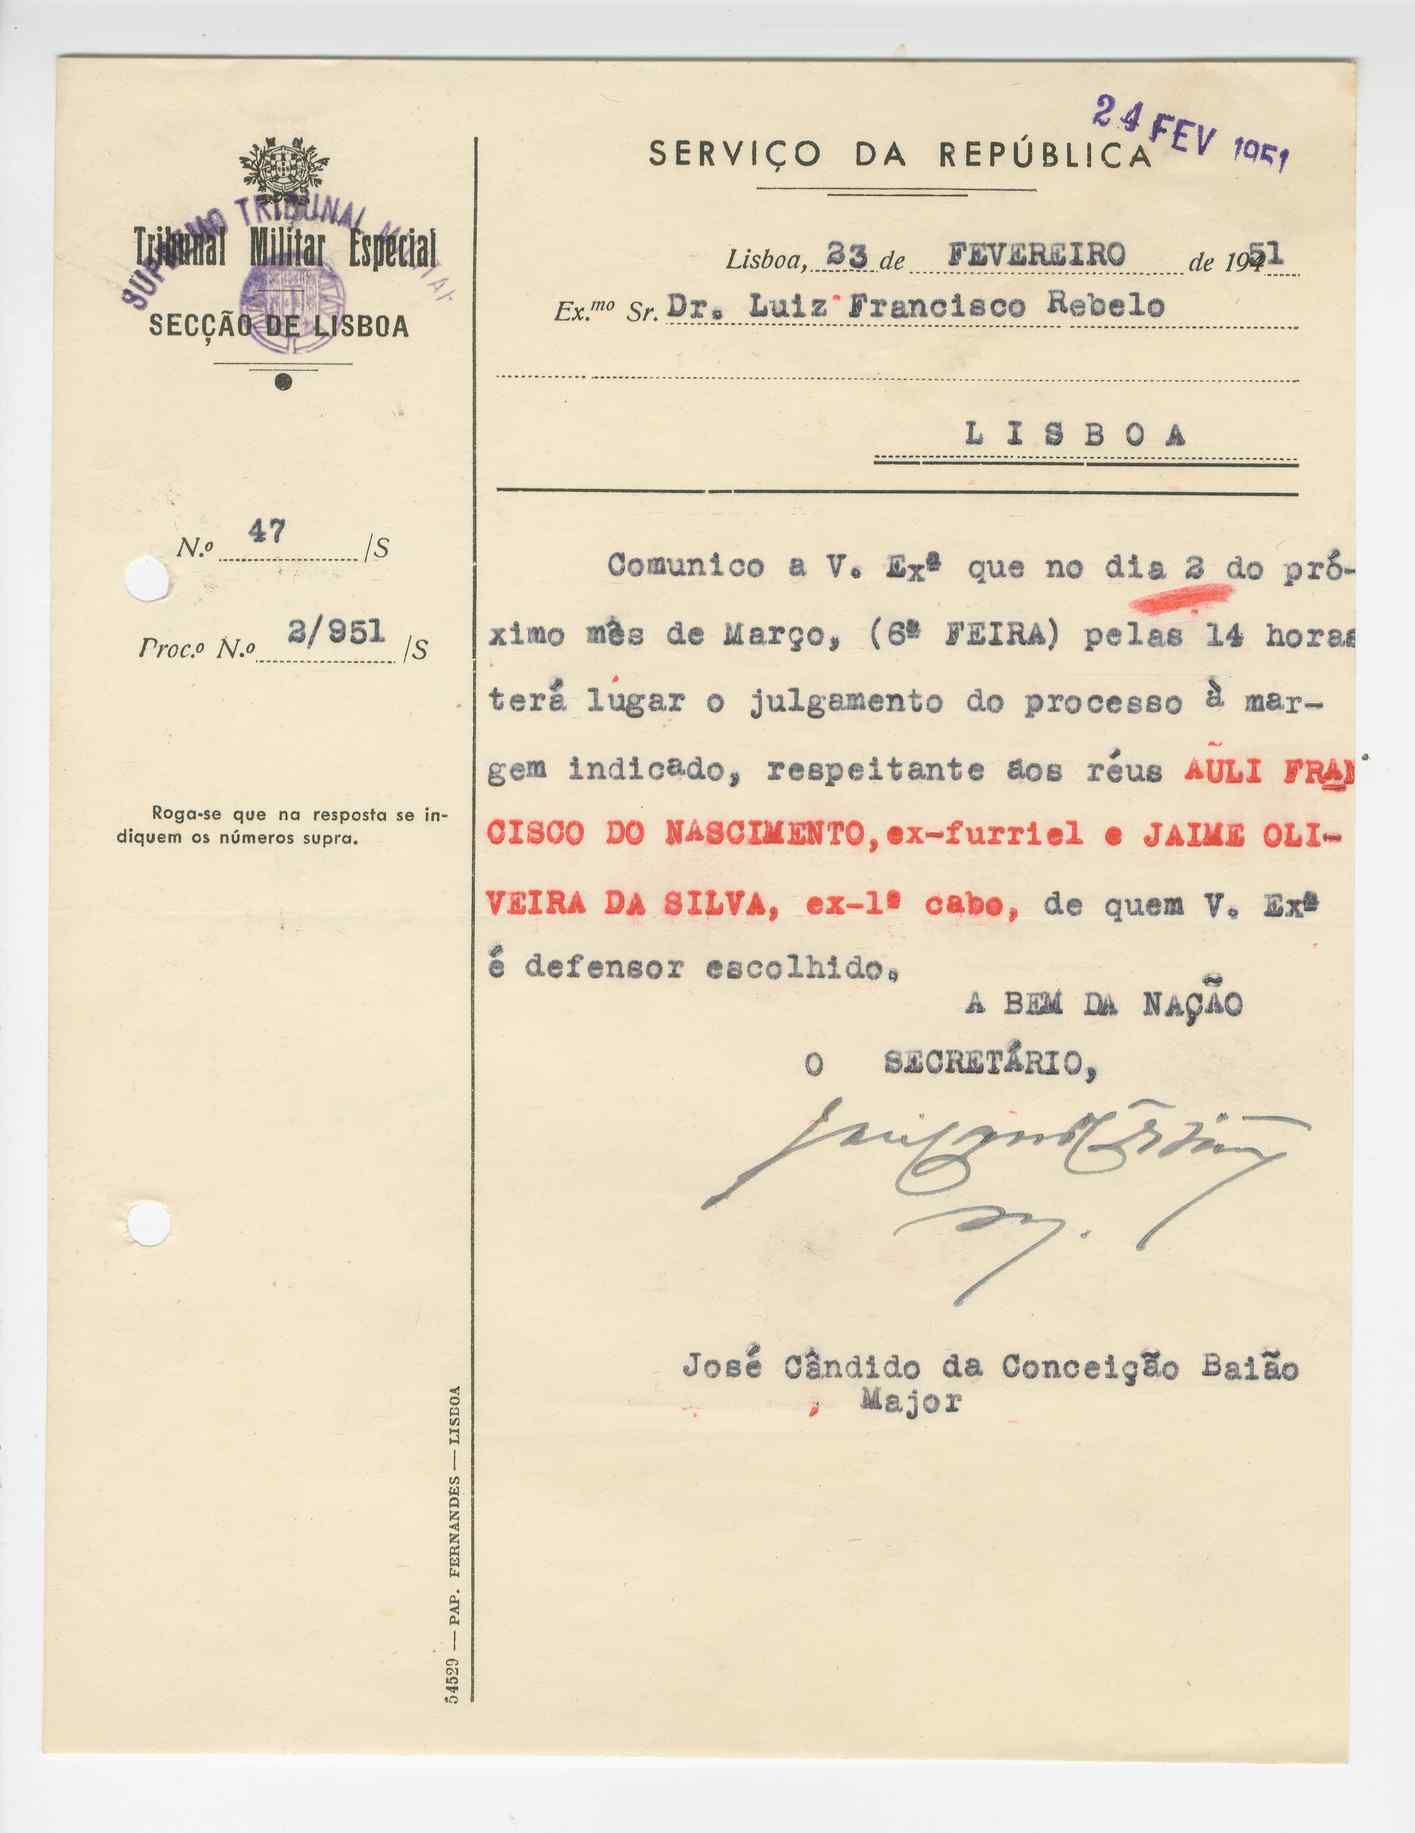 24 FEV 1951
SERVIÇO DA REPÚBLICA
SUPREMO TRIBUNAL MILITAR
Tribunal Militar Especial
SECÇÃO DE LISBOA
Lisboa, 23 de FEVEREIRO de 1951
Ex.mo Sr. Dr. Luiz Francisco Rebelo
LISBOA
N.º 47 /S
Proc.º N.º 2/951 /S
Roga-se que na resposta se in-
diquem os números supra.
Comunico a V. Exª que no dia 2 do pró-
ximo mês de Março, (6ª FEIRA) pelas 14 horas
terá lugar o julgamento do processo à mar-
gem indicado, respeitante aos réus AÜLI FRAN
CISCO DO NASCIMENTO, ex-furriel e JAIME OLI-
VEIRA DA SILVA, ex-1º cabo, de quem V. Exª
é defensor escolhido.
A BEM DA NAÇÃO
O SECRETÁRIO,
José Cândido da Conceição Baião
Major
54529 — PAP. FERNANDES — LISBOA